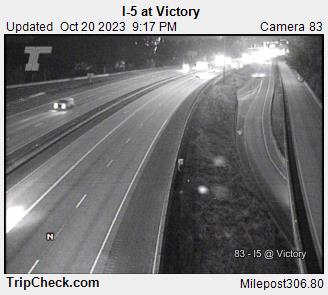 I-5 at Victory
Updated Oct 20 2023 9:17 PM Camera 83
T
N
83 - I5 @ Victory
TripCheck.com Milepost306.80